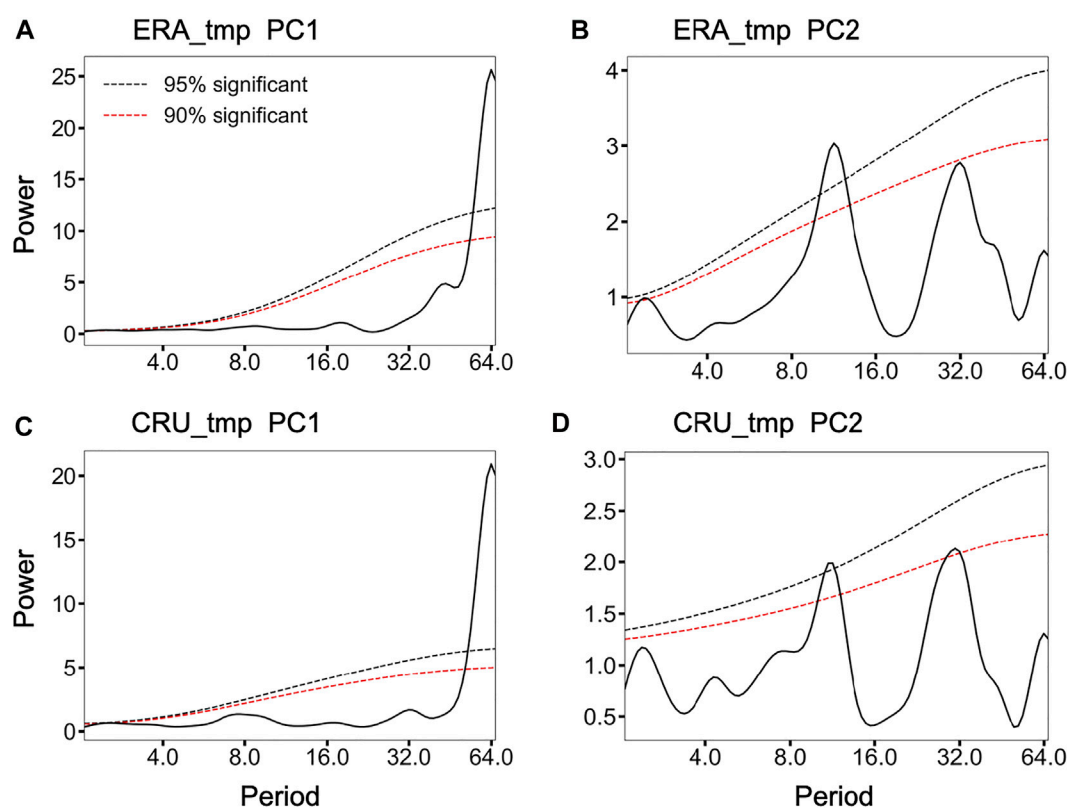 A ERA_tmp PC1
25
20
15
10
5
0
95% significant
90% significant
Power
4.0 8.0 16.0 32.0 64.0
B ERA_tmp PC2
4
3
2
1
4.0 8.0 16.0 32.0 64.0
C CRU_tmp PC1
20
15
10
5
0
Power
4.0 8.0 16.0 32.0 64.0
Period
D CRU_tmp PC2
3.0
2.5
2.0
1.5
1.0
0.5
4.0 8.0 16.0 32.0 64.0
Period